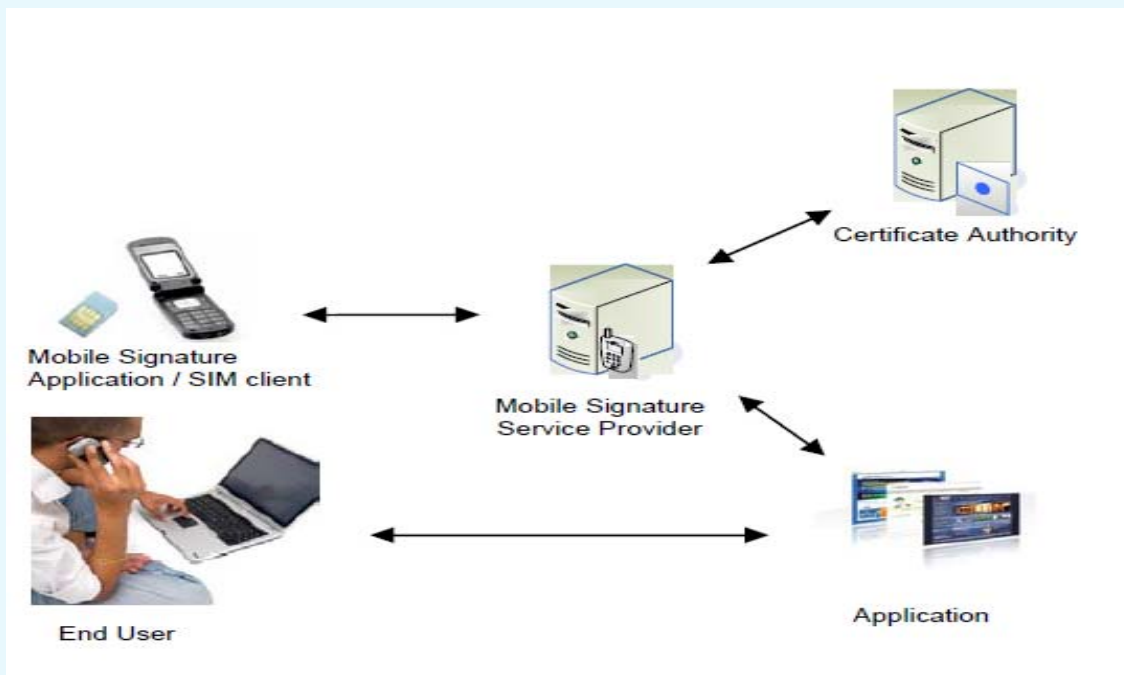 Certificate Authority
Mobile Signature
Application / SIM client
Mobile Signature
Service Provider
End User
Application